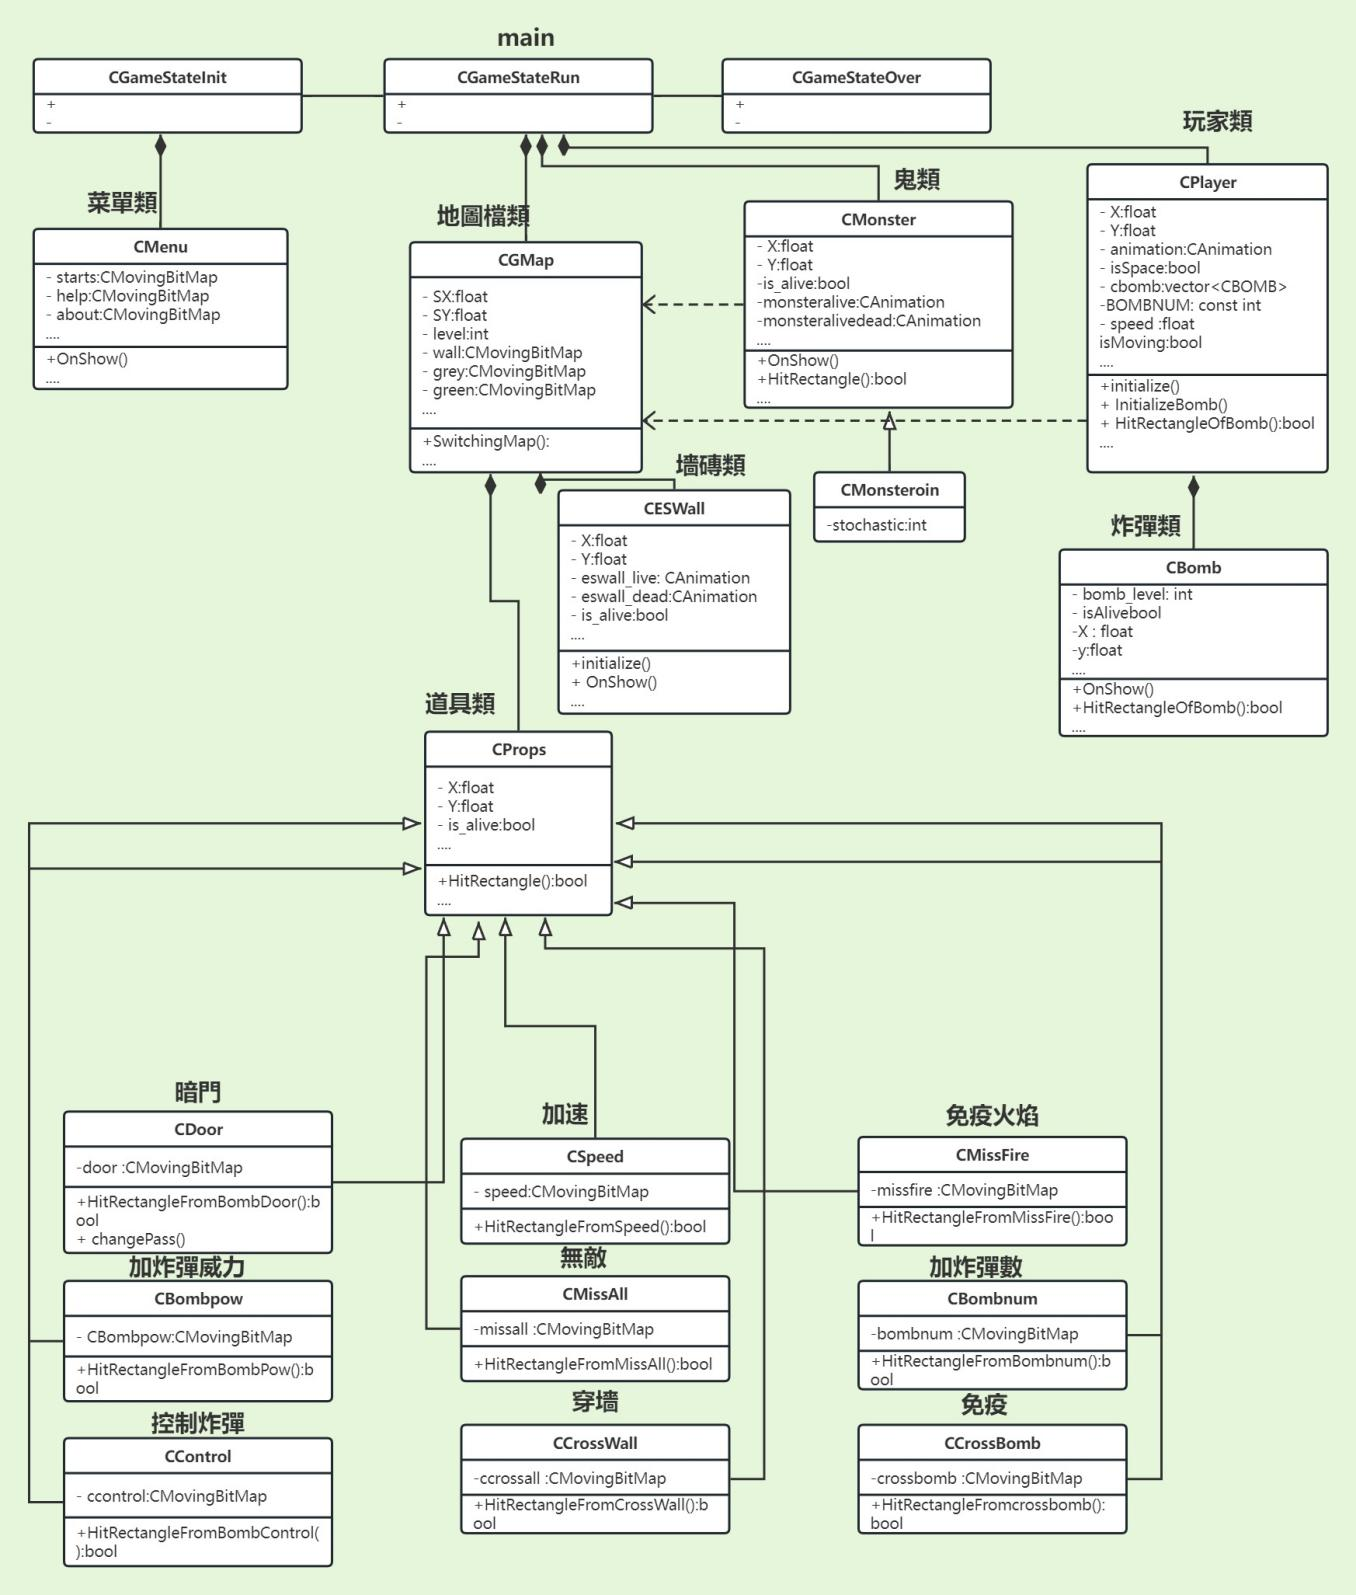 main
CGameStateInit
+
-
CGameStateRun
+
-
CGameStateOver
+
-
菜單類
CMenu
- starts:CMovingBitMap
- help:CMovingBitMap
- about:CMovingBitMap
....
+OnShow()
....
地圖檔類
CGMap
- SX:float
- SY:float
- level:int
- wall:CMovingBitMap
- grey:CMovingBitMap
- green:CMovingBitMap
....
+SwitchingMap():
....
鬼類
CMonster
- X:float
- Y:float
-is_alive:bool
-monsteralive:CAnimation
-monsteralivedead:CAnimation
....
+OnShow()
+HitRectangle():bool
....
玩家類
CPlayer
- X:float
- Y:float
- animation:CAnimation
- isSpace:bool
- cbomb:vector<CBOMB>
-BOMBNUM: const int
- speed :float
isMoving:bool
....
+initialize()
+ InitializeBomb()
+ HitRectangleOfBomb():bool
....
墻磚類
CESWall
- X:float
- Y:float
- eswall_live: CAnimation
- eswall_dead:CAnimation
- is_alive:bool
....
+initialize()
+ OnShow()
....
CMonsteroin
-stochastic:int
炸彈類
CBomb
- bomb_level: int
- isAlivebool
-X : float
-y:float
....
+OnShow()
+HitRectangleOfBomb():bool
....
道具類
CProps
- X:float
- Y:float
- is_alive:bool
....
+HitRectangle():bool
....
暗門
CDoor
-door :CMovingBitMap
+HitRectangleFromBombDoor():b
ool
+ changePass()
加速
CSpeed
- speed:CMovingBitMap
+HitRectangleFromSpeed():bool
免疫火焰
CMissFire
-missfire :CMovingBitMap
+HitRectangleFromMissFire():boo
l
加炸彈威力
CBombpow
- CBombpow:CMovingBitMap
+HitRectangleFromBombPow():b
ool
無敵
CMissAll
-missall :CMovingBitMap
+HitRectangleFromMissAll():bool
加炸彈數
CBombnum
-bombnum :CMovingBitMap
+HitRectangleFromBombnum():b
ool
控制炸彈
CControl
- ccontrol:CMovingBitMap
+HitRectangleFromBombControl(
):bool
穿墻
CCrossWall
-ccrossall :CMovingBitMap
+HitRectangleFromCrossWall():b
ool
免疫
CCrossBomb
-crossbomb :CMovingBitMap
+HitRectangleFromcrossbomb():
bool